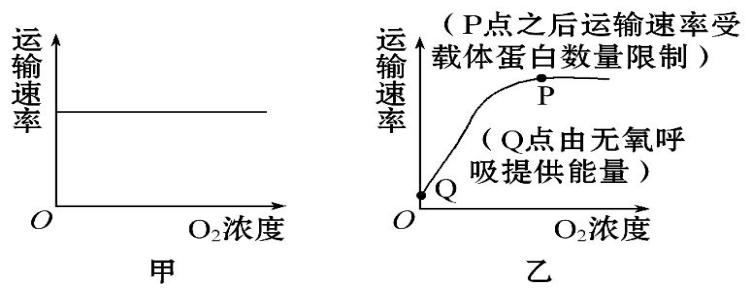 运输速率
O
O₂浓度
甲
运输速率
（P点之后运输速率受
载体蛋白数量限制）
P
（Q点由无氧呼
吸提供能量）
Q
O
O₂浓度
乙